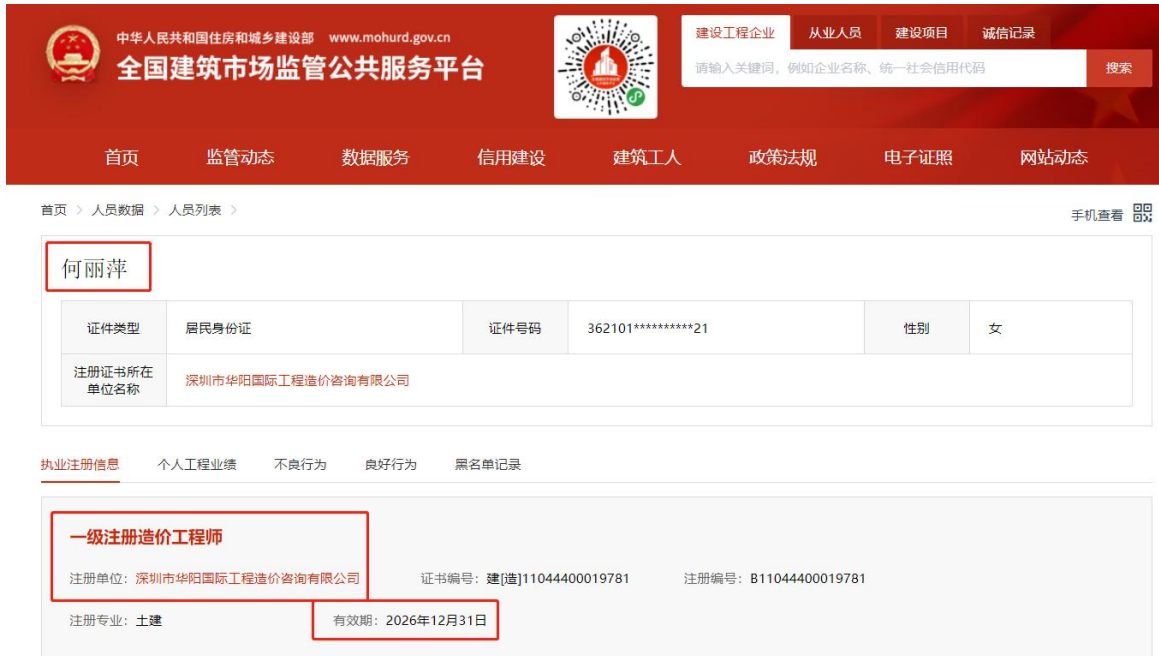 中华人民共和国住房和城乡建设部 www.mohurd.gov.cn
全国建筑市场监管公共服务平台
建设工程企业 从业人员 建设项目 诚信记录
请输入关键词，例如企业名称、统一社会信用代码 搜索
首页 监管动态 数据服务 信用建设 建筑工人 政策法规 电子证照 网站动态
首页 > 人员数据 > 人员列表 >
手机查看
何丽萍
证件类型 居民身份证 证件号码 362101**********21 性别 女
注册证书所在
单位名称
深圳市华阳国际工程造价咨询有限公司
执业注册信息 个人工程业绩 不良行为 良好行为 黑名单记录
一级注册造价工程师
注册单位：深圳市华阳国际工程造价咨询有限公司 证书编号：建[造]11044400019781 注册编号：B11044400019781
注册专业：土建 有效期：2026年12月31日